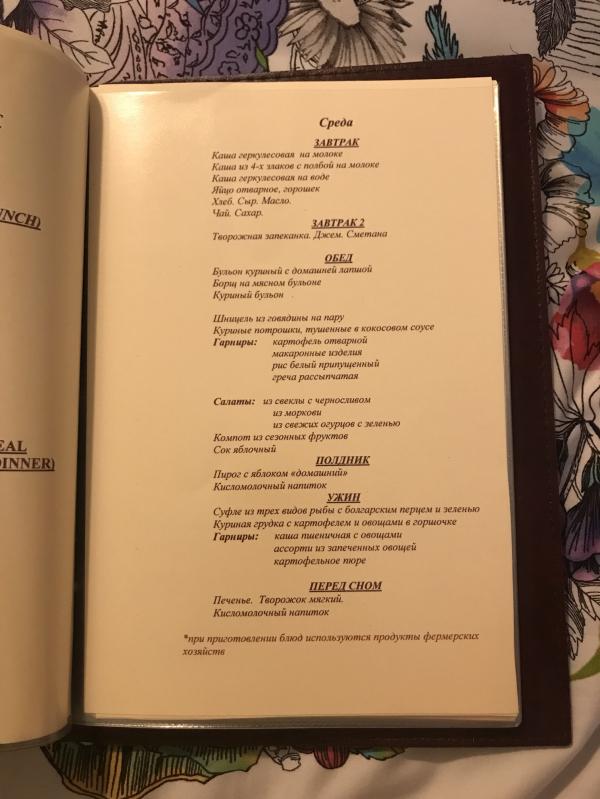 UNCH)
EAL
DINNER)
Среда
ЗАВТРАК
Каша геркулесовая на молоке
Каша из 4-х злаков с полбой на молоке
Каша геркулесовая на воде
Яйцо отварное, горошек
Хлеб. Сыр. Масло.
Чай. Сахар.
ЗАВТРАК 2
Творожная запеканка. Джем. Сметана
ОБЕД
Бульон куриный с домашней лапшой
Борщ на мясном бульоне
Куриный бульон
Шницель из говядины на пару
Куриные потрошки, тушенные в кокосовом соусе
Гарниры: картофель отварной
макаронные изделия
рис белый припущенный
греча рассыпчатая
Салаты: из свеклы с черносливом
из моркови
из свежих огурцов с зеленью
Компот из сезонных фруктов
Сок яблочный
ПОЛДНИК
Пирог с яблоком «домашний»
Кисломолочный напиток
УЖИН
Суфле из трех видов рыбы с болгарским перцем и зеленью
Куриная грудка с картофелем и овощами в горшочке
Гарниры: каша пшеничная с овощами
ассорти из запеченных овощей
картофельное пюре
ПЕРЕД СНОМ
Печенье. Творожок мягкий.
Кисломолочный напиток
*при приготовлении блюд используются продукты фермерских
хозяйств